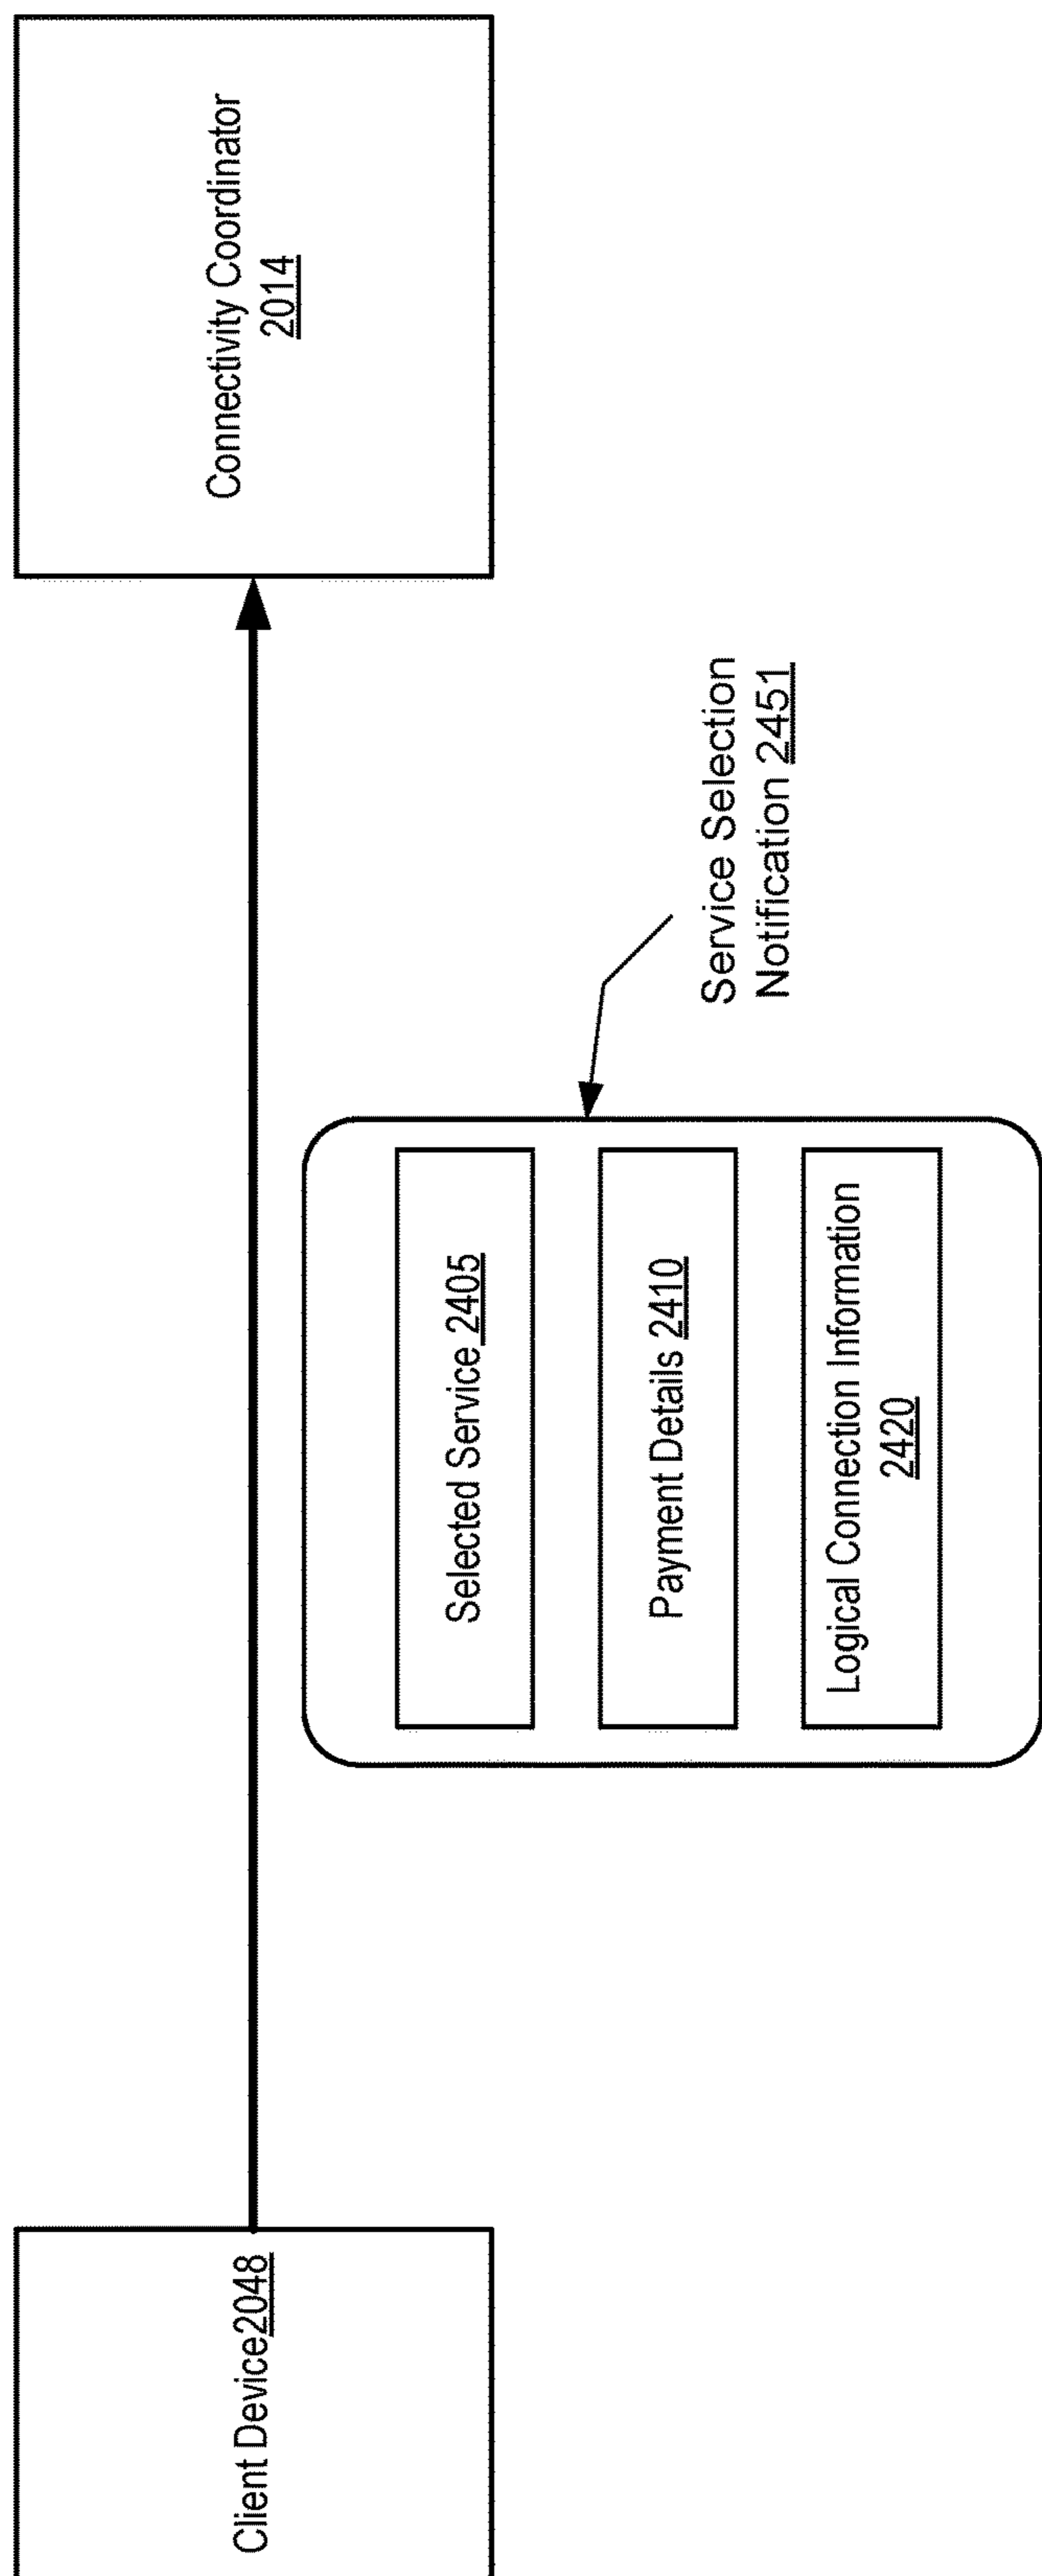 Client Device2048
Connectivity Coordinator
2014
Selected Service 2405
Payment Details 2410
Logical Connection Information
2420
Service Selection
Notification 2451